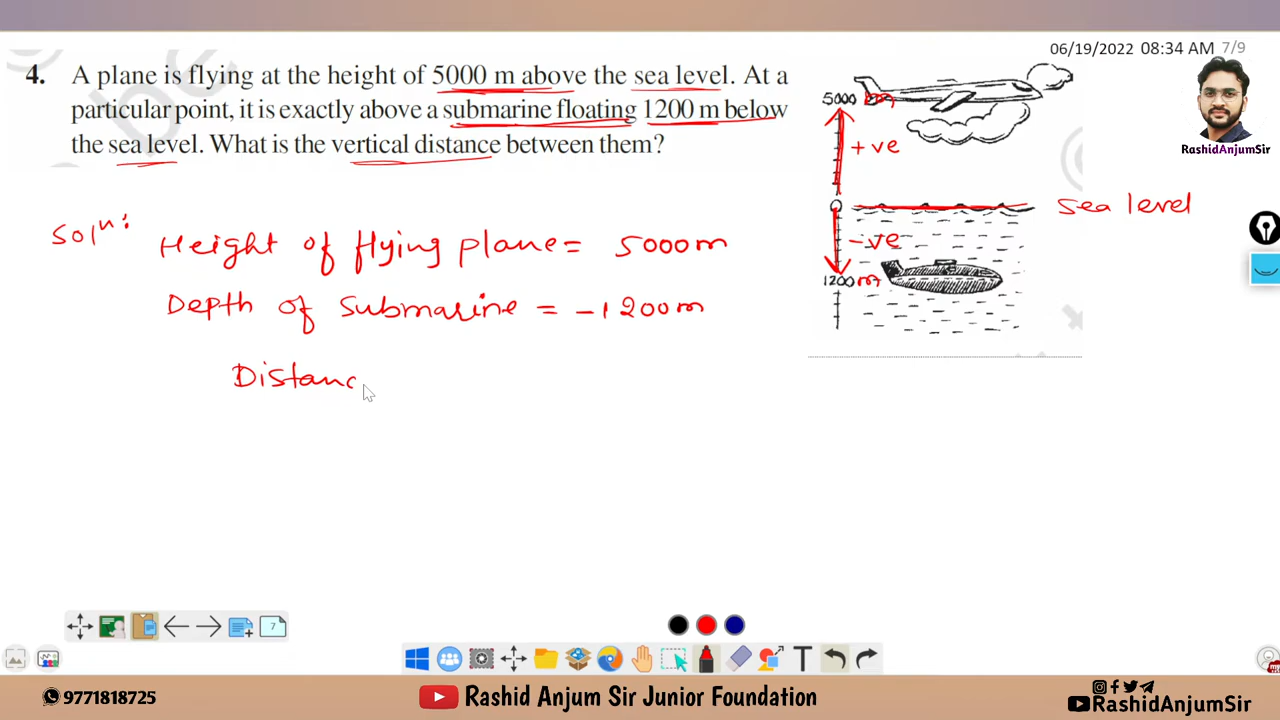 06/19/2022 08:34 AM 7/9
4. A plane is flying at the height of 5000 m above the sea level. At a
particular point, it is exactly above a submarine floating 1200 m below
the sea level. What is the vertical distance between them?
5000 m
+ ve
0
sea level
- ve
1200 m
RashidAnjumSir
Soln:
Height of flying plane = 5000m
Depth of Submarine = -1200m
Distanc
7
T
9771818725
Rashid Anjum Sir Junior Foundation
RashidAnjumSir